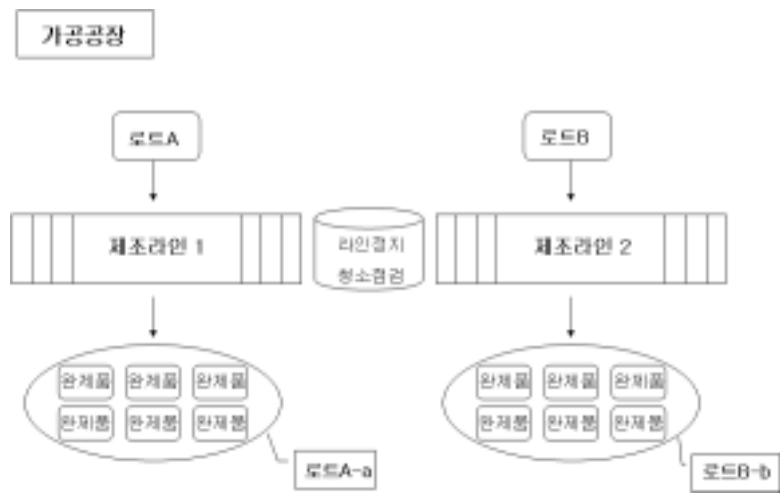 가공공장
로트A
로트B
제조라인 1
라인정지
청소점검
제조라인 2
완제품 완제품 완제품
완제품 완제품 완제품
완제품 완제품 완제품
완제품 완제품 완제품
로트A-a
로트B-b